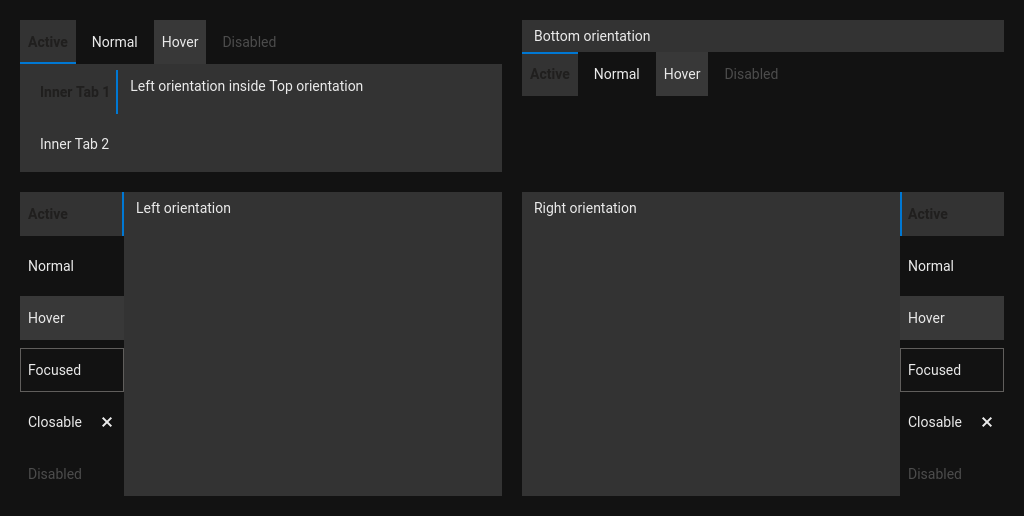 Active Normal Hover Disabled
Inner Tab 1 Left orientation inside Top orientation
Inner Tab 2
Bottom orientation
Active Normal Hover Disabled
Active Left orientation
Normal
Hover
Focused
Closable ×
Disabled
Right orientation Active
Normal
Hover
Focused
Closable ×
Disabled